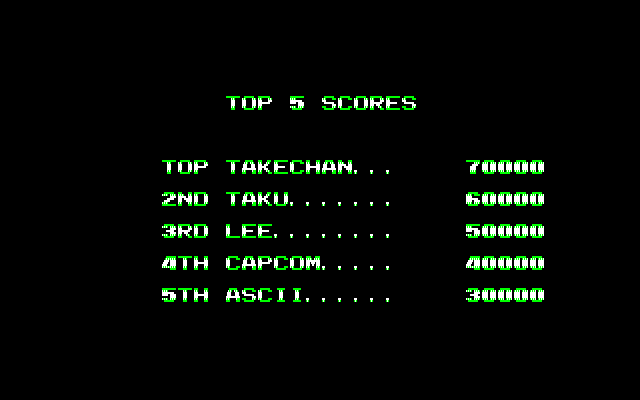 TOP 5 SCORES
TOP TAKECHAN... 70000
2ND TAKU....... 60000
3RD LEE........ 50000
4TH CAPCOM..... 40000
5TH ASCII...... 30000